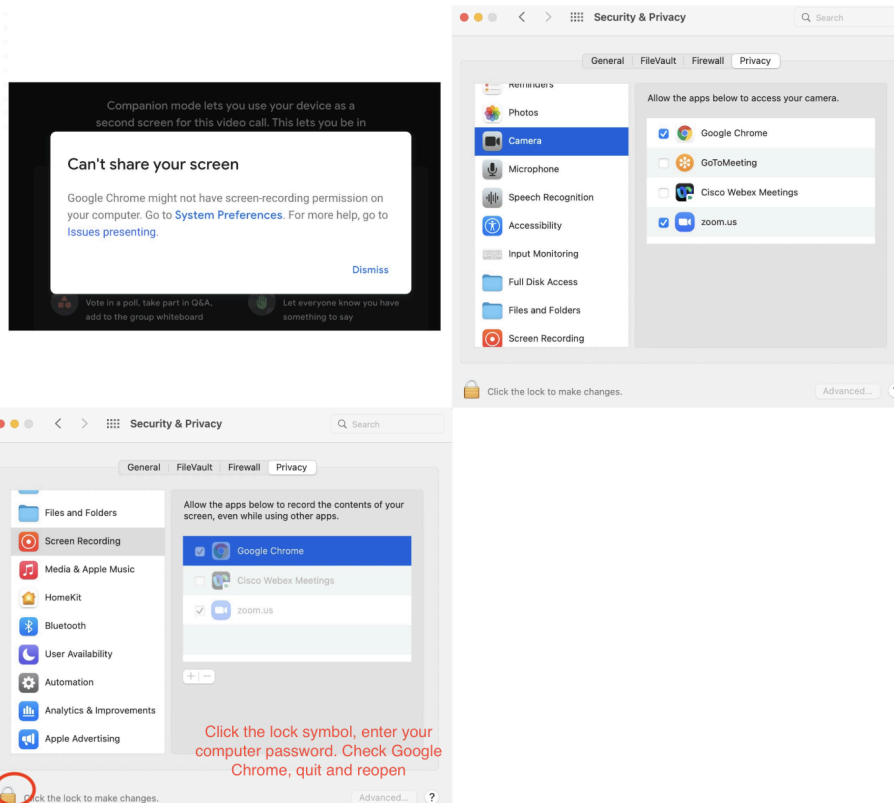 Companion mode lets you use your device as a
second screen for this video call. This lets you be in
Can't share your screen
Google Chrome might not have screen-recording permission on
your computer. Go to System Preferences. For more help, go to
Issues presenting.
Dismiss
Vote in a poll, take part in Q&A,
add to the group whiteboard
Let everyone know you have
something to say
Security & Privacy
Search
General
FileVault
Firewall
Privacy
Reminders
Photos
Camera
Microphone
Speech Recognition
Accessibility
Input Monitoring
Full Disk Access
Files and Folders
Screen Recording
Allow the apps below to access your camera.
Google Chrome
GoToMeeting
Cisco Webex Meetings
zoom.us
Click the lock to make changes.
Advanced...
Security & Privacy
Search
General
FileVault
Firewall
Privacy
Files and Folders
Screen Recording
Media & Apple Music
HomeKit
Bluetooth
User Availability
Automation
Analytics & Improvements
Apple Advertising
Allow the apps below to record the contents of your
screen, even while using other apps.
Google Chrome
Cisco Webex Meetings
zoom.us
Click the lock symbol, enter your
computer password. Check Google
Chrome, quit and reopen
Click the lock to make changes.
Advanced...
?